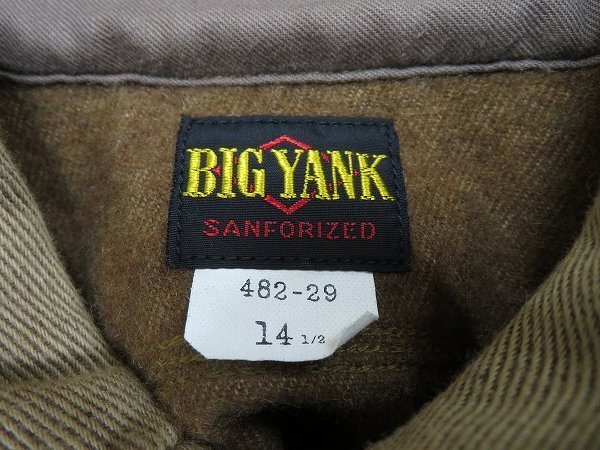 BIG YANK
SANFORIZED
482-29
14 1/2